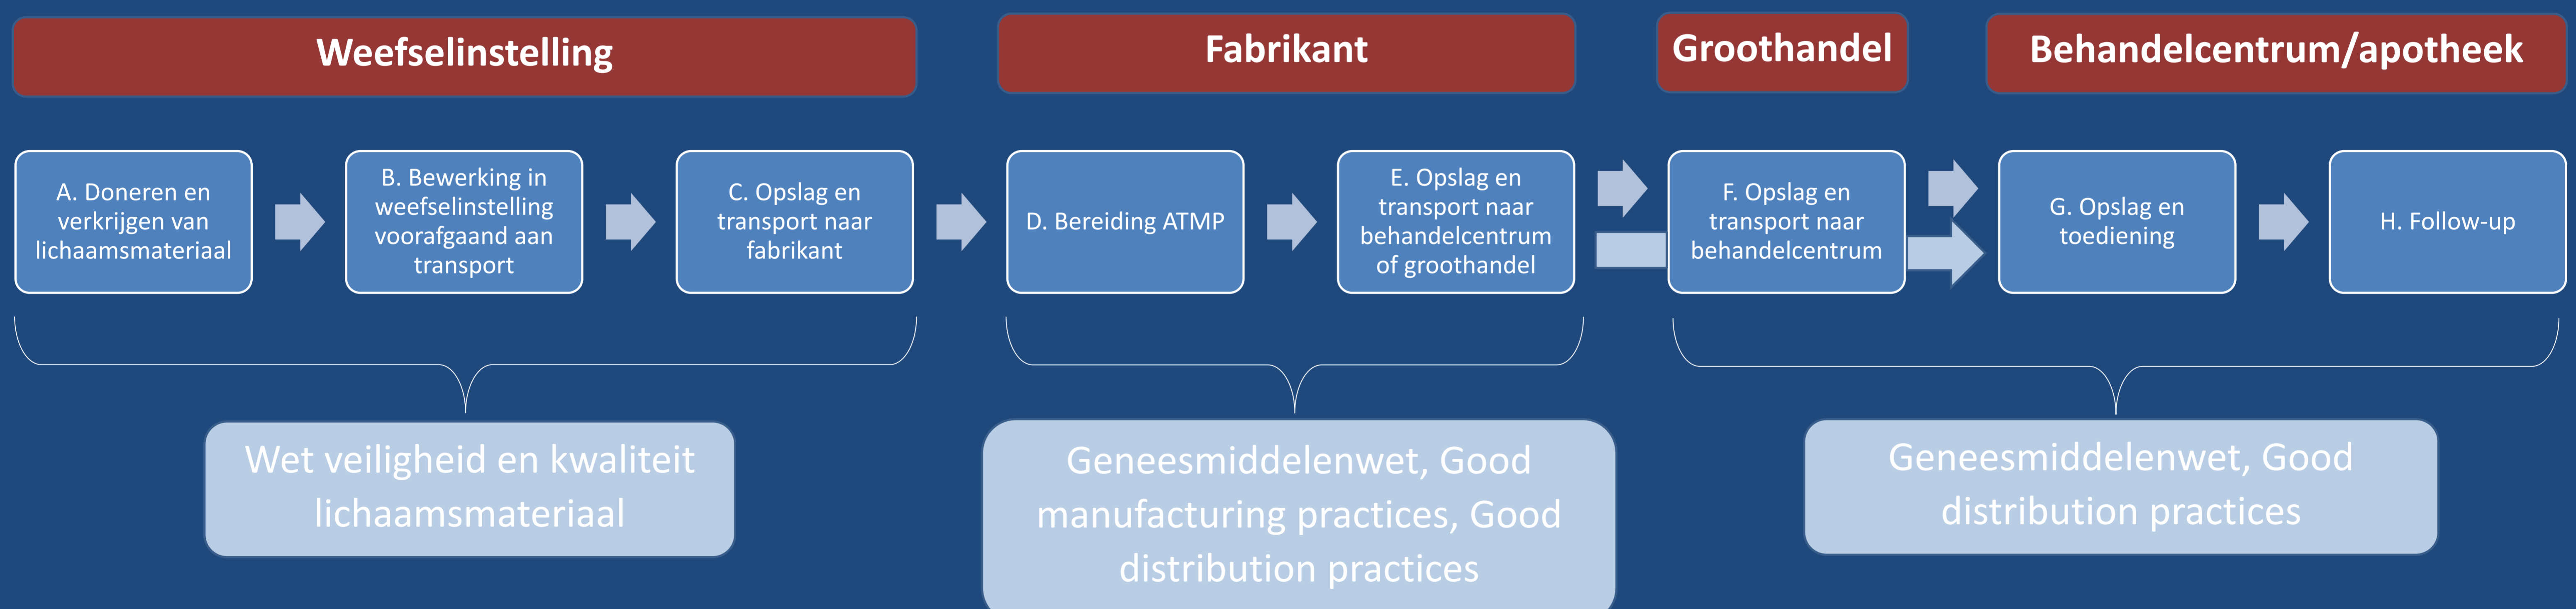 Weefselinstelling
Fabrikant
Groothandel
Behandelcentrum/apotheek
A. Doneren en
verkrijgen van
lichaamsmateriaal
B. Bewerking in
weefselinstelling
voorafgaand aan
transport
C. Opslag en
transport naar
fabrikant
D. Bereiding ATMP
E. Opslag en
transport naar
behandelcentrum
of groothandel
F. Opslag en
transport naar
behandelcentrum
G. Opslag en
toediening
H. Follow-up
Wet veiligheid en kwaliteit
lichaamsmateriaal
Geneesmiddelenwet, Good
manufacturing practices, Good
distribution practices
Geneesmiddelenwet, Good
distribution practices